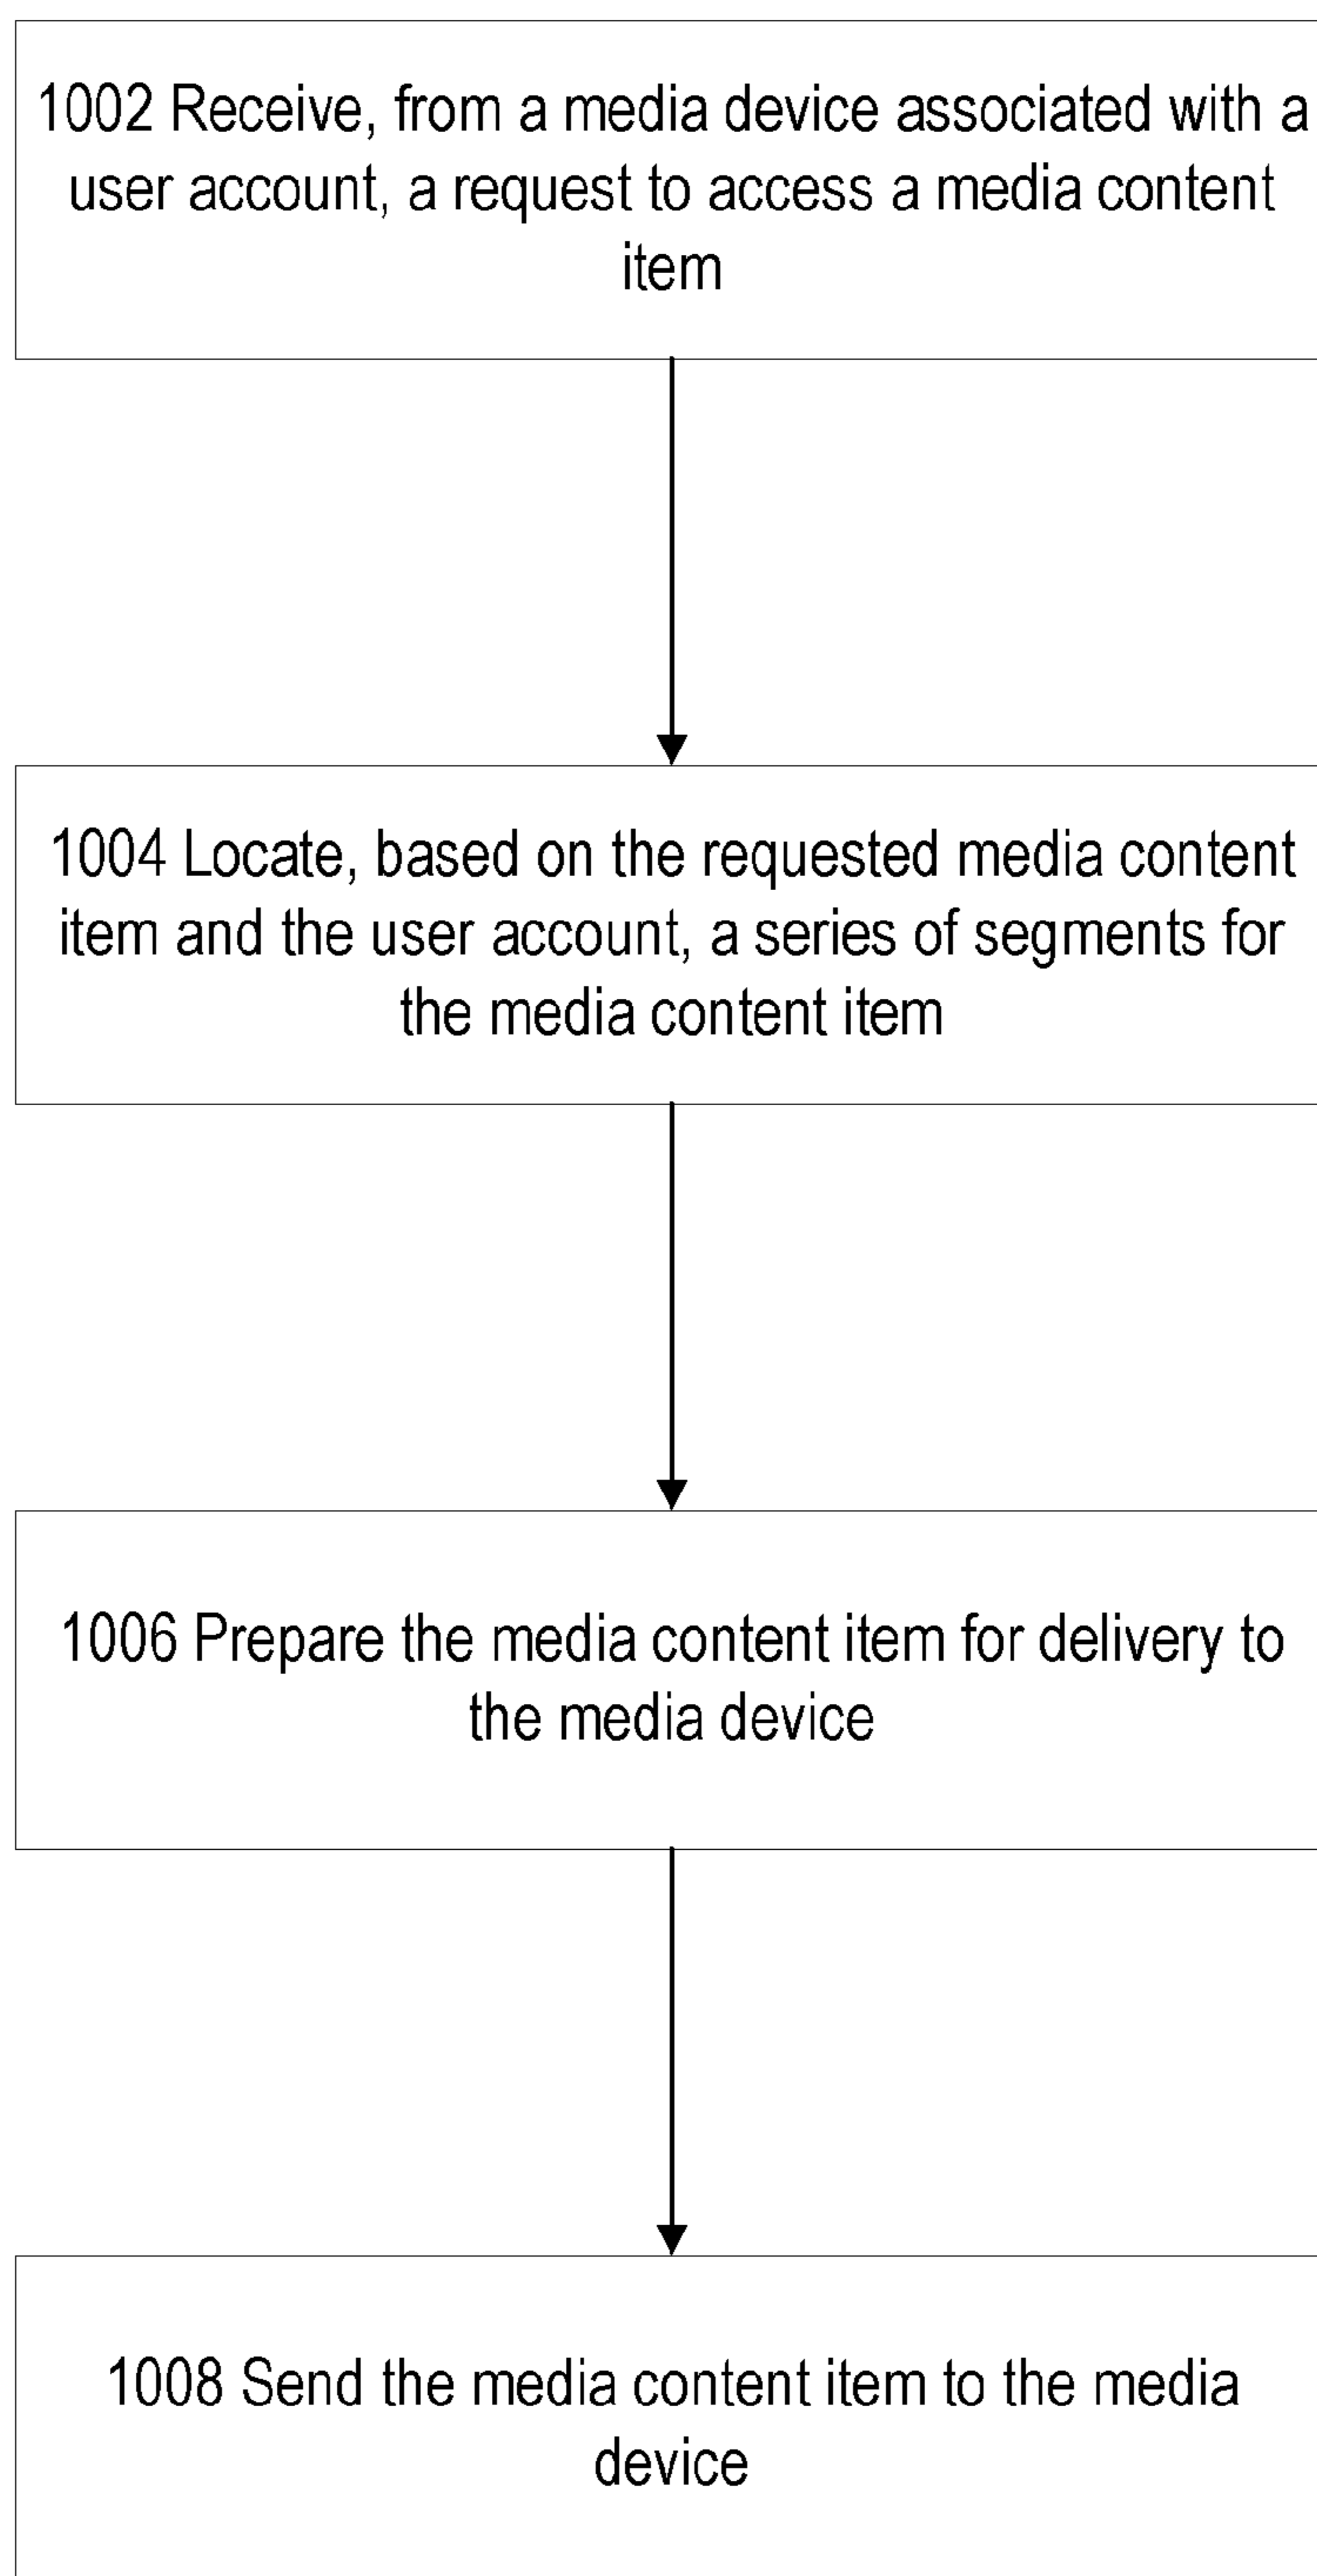 1002 Receive, from a media device associated with a
user account, a request to access a media content
item
1004 Locate, based on the requested media content
item and the user account, a series of segments for
the media content item
1006 Prepare the media content item for delivery to
the media device
1008 Send the media content item to the media
device